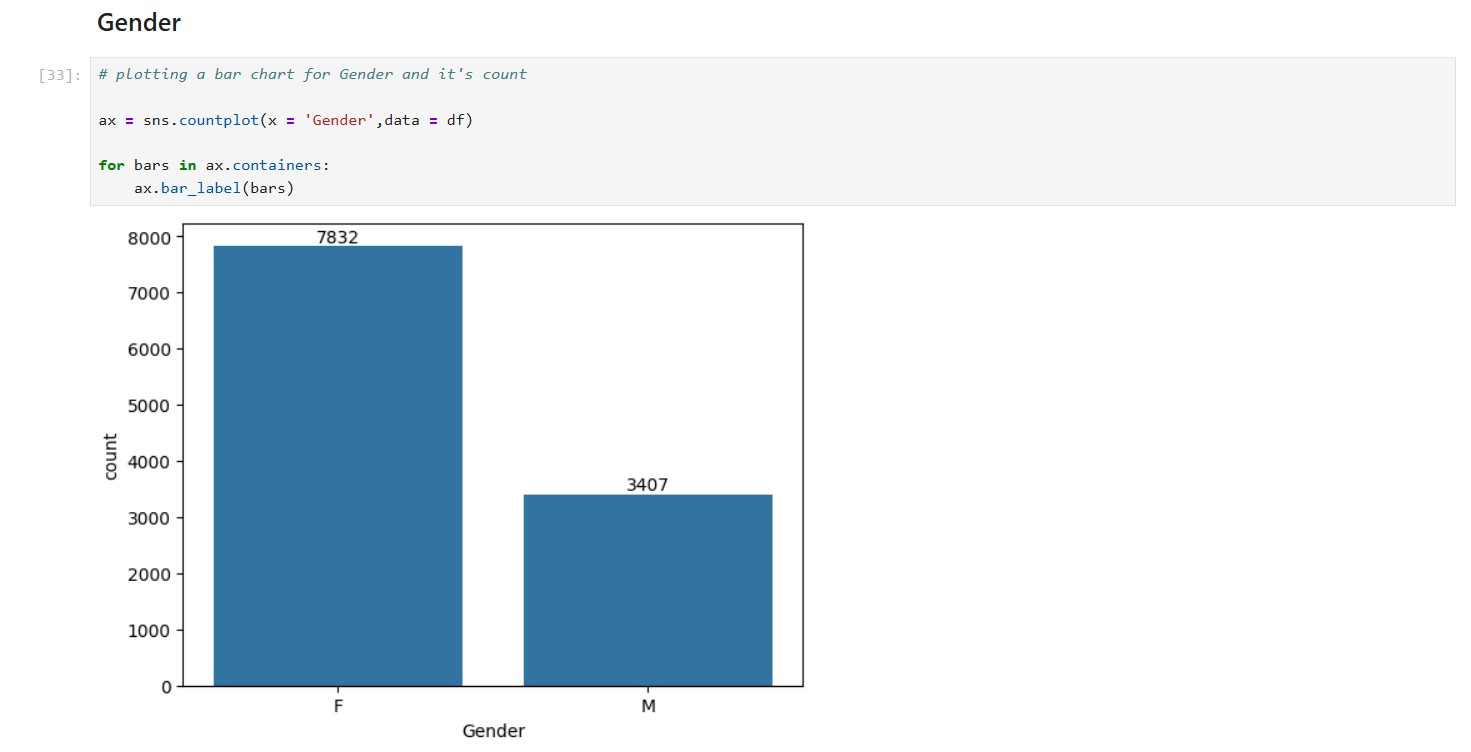 Gender
[33]:
# plotting a bar chart for Gender and it's count
ax = sns.countplot(x = 'Gender',data = df)
for bars in ax.containers:
    ax.bar_label(bars)
8000
7000
6000
5000
4000
3000
2000
1000
0
count
7832
3407
F
M
Gender